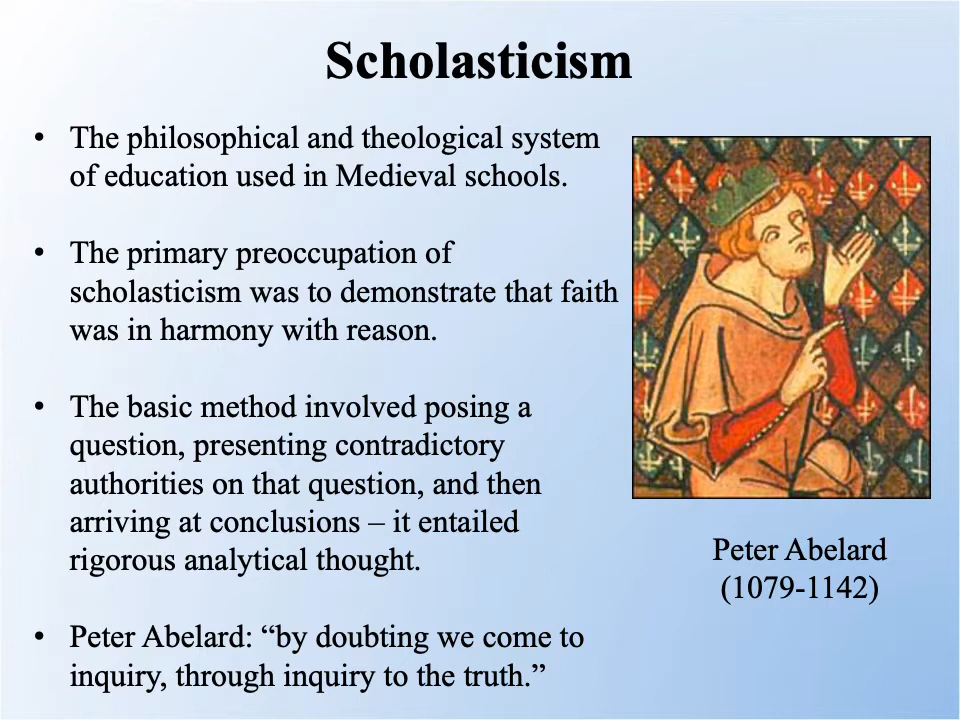 Scholasticism
• The philosophical and theological system
of education used in Medieval schools.
• The primary preoccupation of
scholasticism was to demonstrate that faith
was in harmony with reason.
• The basic method involved posing a
question, presenting contradictory
authorities on that question, and then
arriving at conclusions – it entailed
rigorous analytical thought.
• Peter Abelard: “by doubting we come to
inquiry, through inquiry to the truth.”
Peter Abelard
(1079-1142)